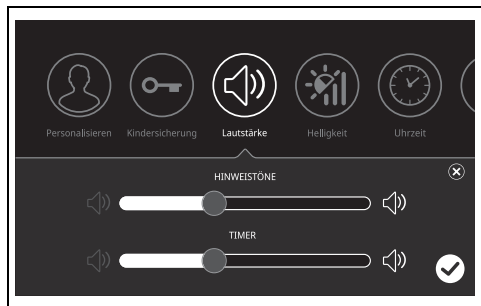 Personalisieren Kindersicherung Lautstärke Helligkeit Uhrzeit
HINWEISTÖNE
TIMER